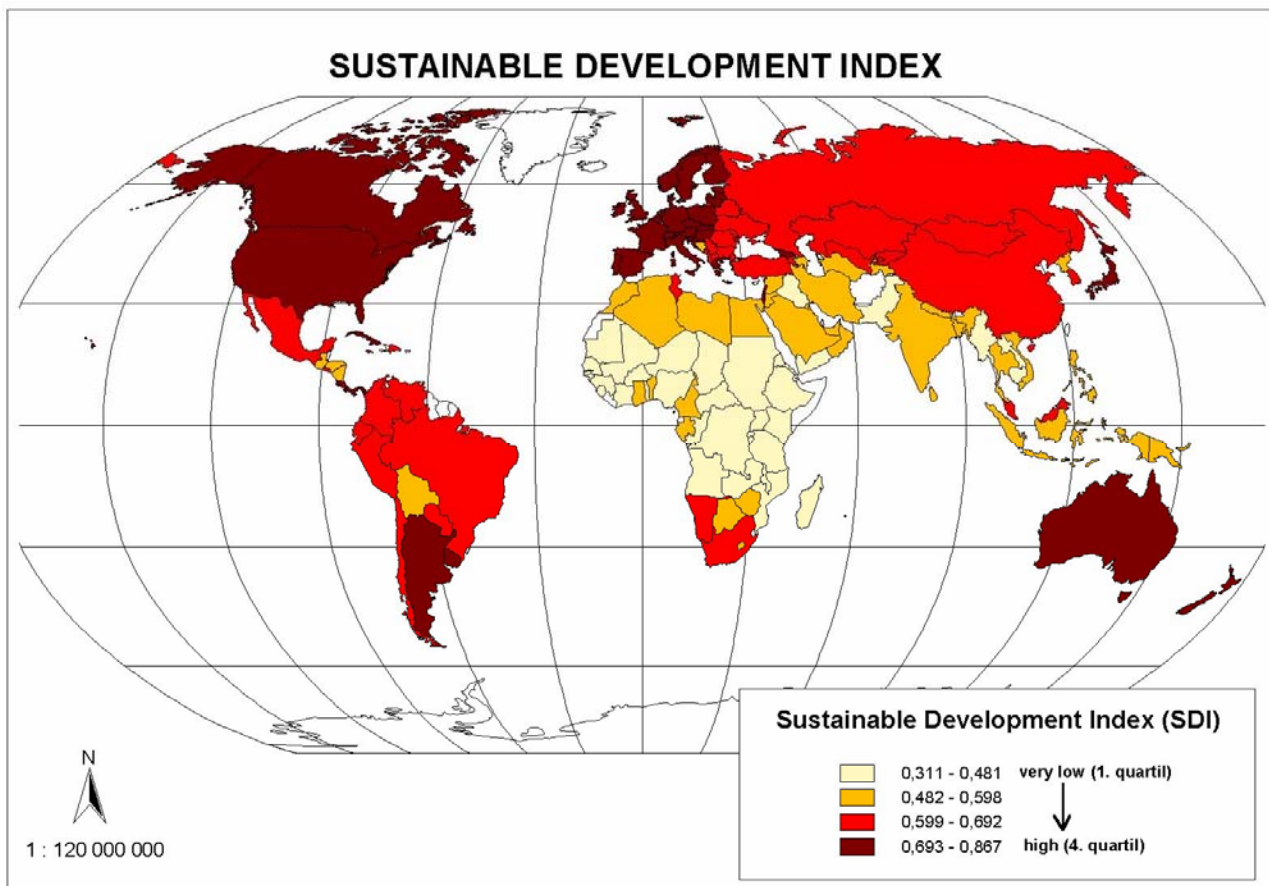 SUSTAINABLE DEVELOPMENT INDEX
N
1 : 120 000 000
Sustainable Development Index (SDI)
0,311 - 0,481 very low (1. quartil)
0,482 - 0,598
0,599 - 0,692
0,693 - 0,867 high (4. quartil)